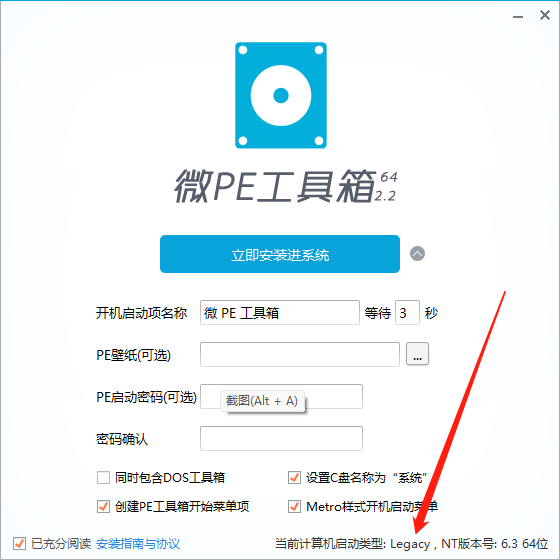 微PE工具箱 64 2.2
立即安装进系统
开机启动项名称 微 PE 工具箱 等待 3 秒
PE壁纸(可选) ...
PE启动密码(可选) 截图(Alt + A)
密码确认
同时包含DOS工具箱 设置C盘名称为“系统”
创建PE工具箱开始菜单项 Metro样式开机启动菜单
已充分阅读 安装指南与协议 当前计算机启动类型: Legacy , NT版本号: 6.3 64位